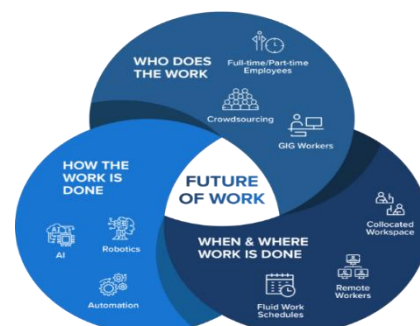 WHO DOES
THE WORK
Full-time/Part-time
Employees
Crowdsourcing
GIG Workers
HOW THE
WORK IS
DONE
AI
AI
Robotics
Automation
FUTURE
OF WORK
WHEN & WHERE
WORK IS DONE
Collocated
Workspace
Remote
Workers
Fluid Work
Schedules